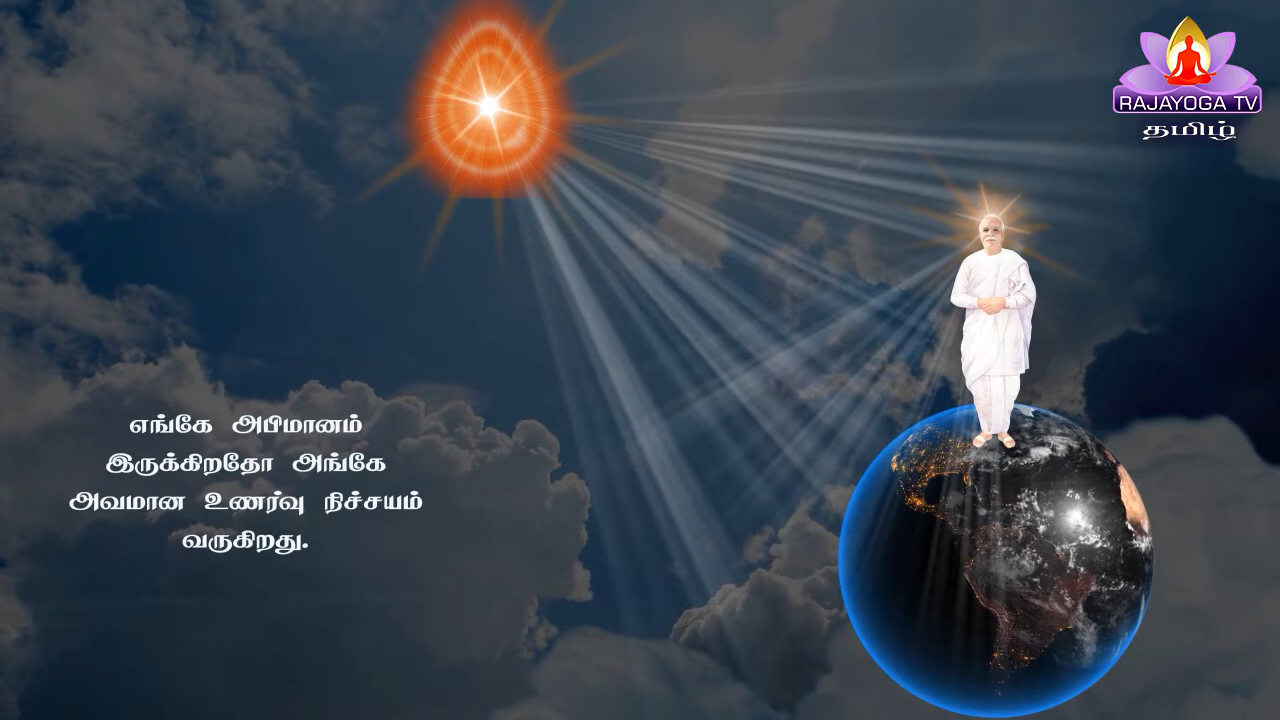 RAJAYOGA TV
தமிழ்
எங்கே அபிமானம்
இருக்கிறதோ அங்கே
அவமான உணர்வு நிச்சயம்
வருகிறது.